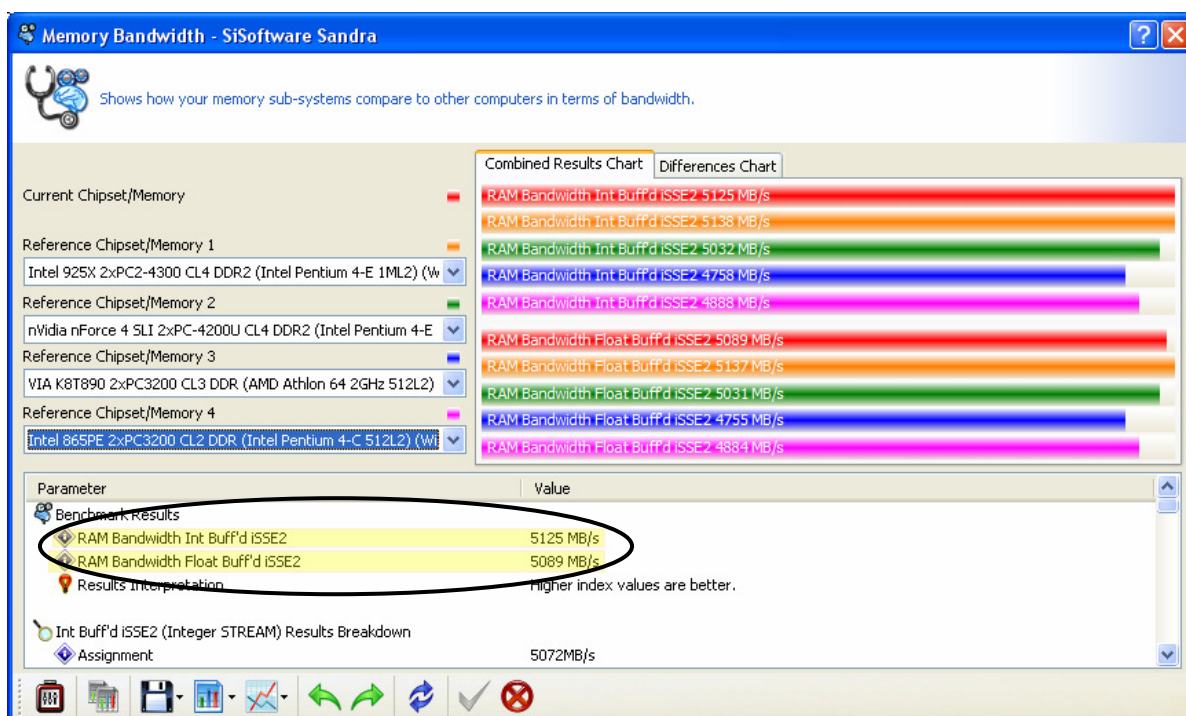 Memory Bandwidth - SiSoftware Sandra
Shows how your memory sub-systems compare to other computers in terms of bandwidth.
Combined Results Chart Differences Chart
Current Chipset/Memory
RAM Bandwidth Int Buff'd iSSE2 5125 MB/s
RAM Bandwidth Int Buff'd iSSE2 5138 MB/s
Reference Chipset/Memory 1
RAM Bandwidth Int Buff'd iSSE2 5032 MB/s
Intel 925X 2xPC2-4300 CL4 DDR2 (Intel Pentium 4-E 1ML2) (W
RAM Bandwidth Int Buff'd iSSE2 4758 MB/s
Reference Chipset/Memory 2
RAM Bandwidth Int Buff'd iSSE2 4888 MB/s
nVidia nForce 4 SLI 2xPC-4200U CL4 DDR2 (Intel Pentium 4-E
RAM Bandwidth Float Buff'd iSSE2 5089 MB/s
Reference Chipset/Memory 3
RAM Bandwidth Float Buff'd iSSE2 5137 MB/s
VIA K8T890 2xPC3200 CL3 DDR (AMD Athlon 64 2GHz 512L2)
RAM Bandwidth Float Buff'd iSSE2 5031 MB/s
Reference Chipset/Memory 4
RAM Bandwidth Float Buff'd iSSE2 4755 MB/s
Intel 865PE 2xPC3200 CL2 DDR (Intel Pentium 4-C 512L2) (Wi
RAM Bandwidth Float Buff'd iSSE2 4884 MB/s
Parameter Value
Benchmark Results
RAM Bandwidth Int Buff'd iSSE2 5125 MB/s
RAM Bandwidth Float Buff'd iSSE2 5089 MB/s
Results Interpretation Higher index values are better.
Int Buff'd iSSE2 (Integer STREAM) Results Breakdown
Assignment 5072MB/s